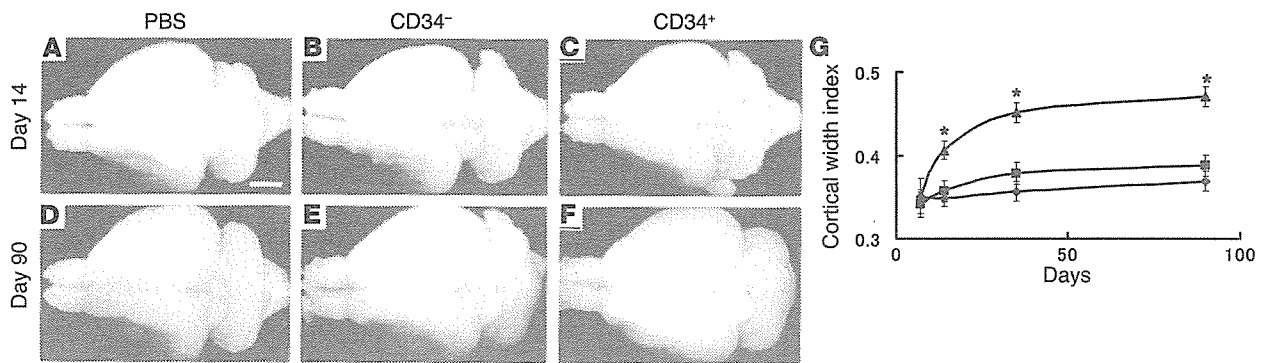 PBS
CD34⁻
CD34⁺
Day 14
A
B
C
Day 90
D
E
F
G
Cortical width index
0.5
0.4
0.3
*
*
*
0
50
100
Days